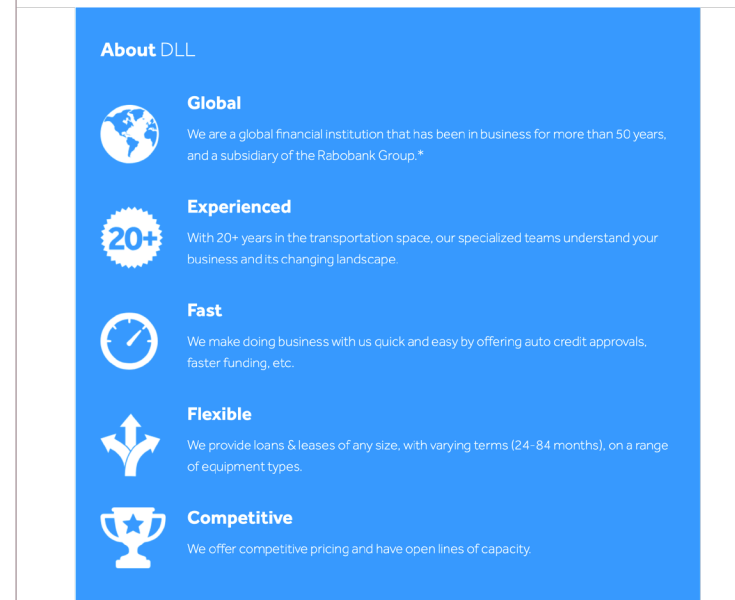 About DLL
Global
We are a global financial institution that has been in business for more than 50 years,
and a subsidiary of the Rabobank Group.*
Experienced
20+
With 20+ years in the transportation space, our specialized teams understand your
business and its changing landscape.
Fast
We make doing business with us quick and easy by offering auto credit approvals,
faster funding, etc.
Flexible
We provide loans & leases of any size, with varying terms (24-84 months), on a range
of equipment types.
Competitive
We offer competitive pricing and have open lines of capacity.